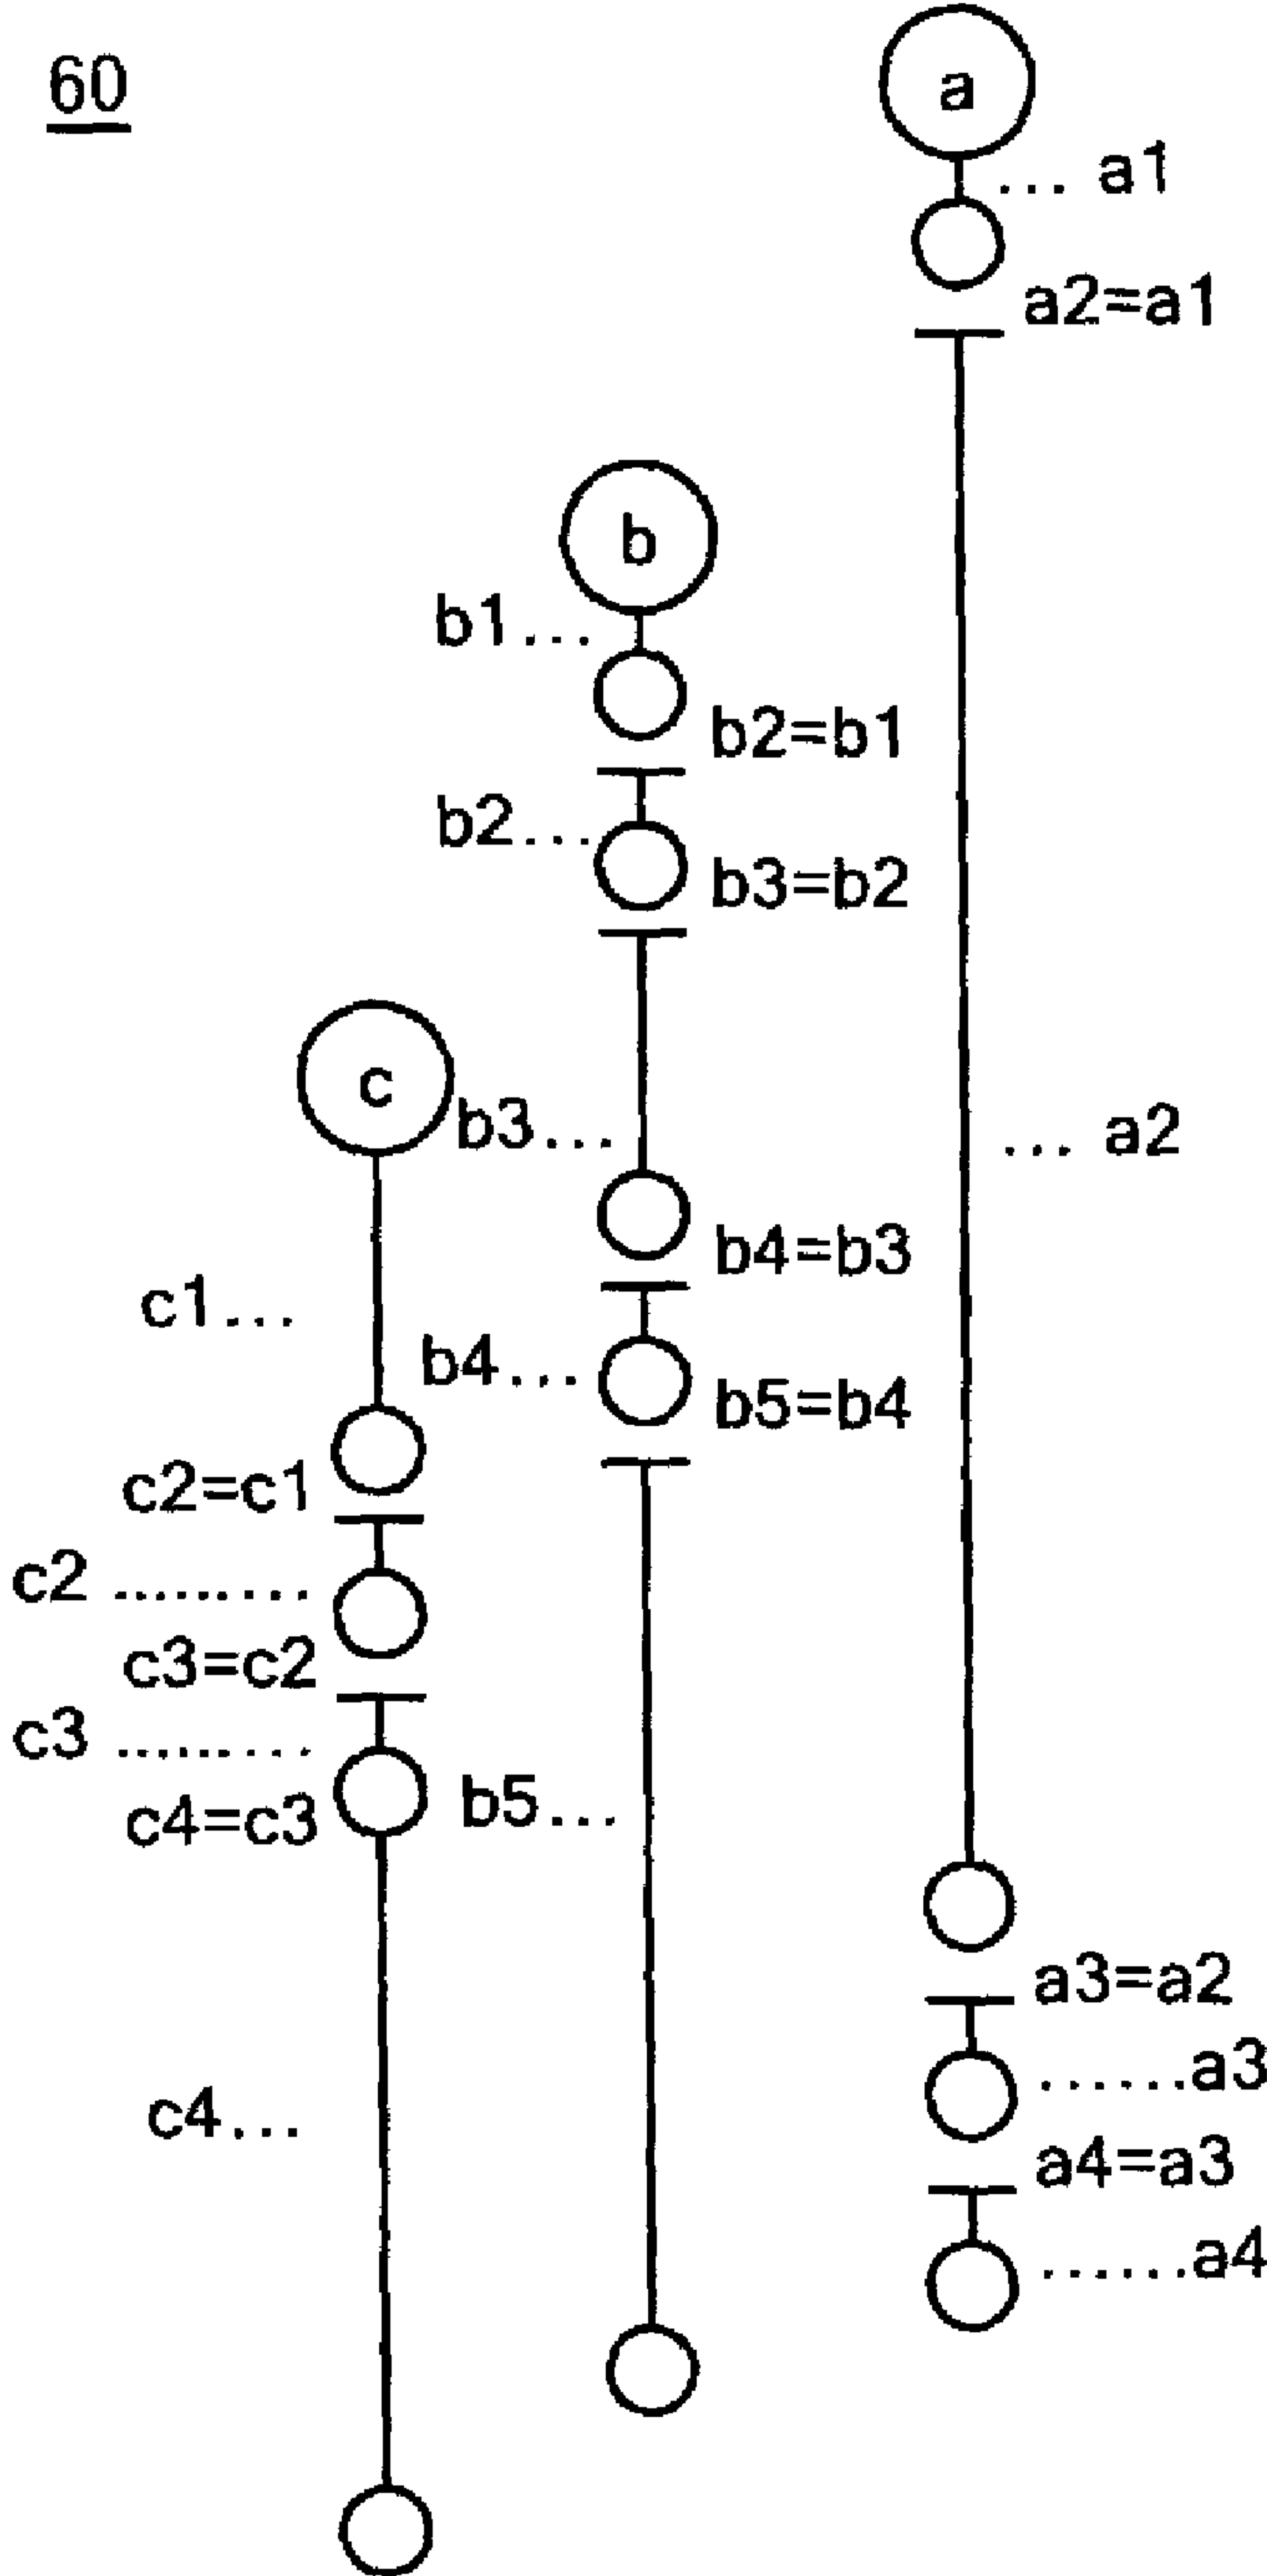 60
a
... a1
a2=a1
b
b1...
b2=b1
b2...
b3=b2
c
b3...
... a2
b4=b3
c1...
b4...
b5=b4
c2=c1
c2 .........
c3=c2
c3 .........
b5...
c4=c3
a3=a2
......a3
c4...
a4=a3
......a4